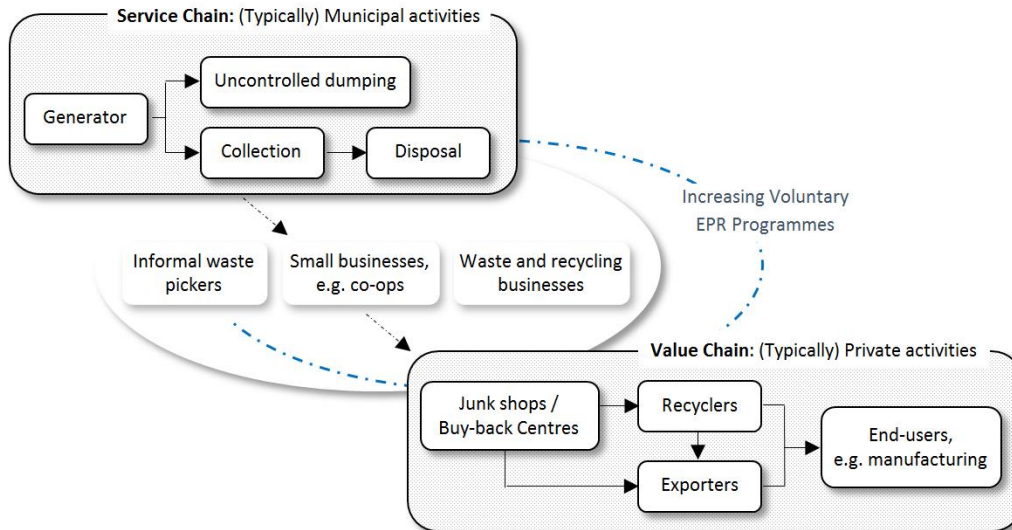 Service Chain: (Typically) Municipal activities
Uncontrolled dumping
Generator
Collection
Disposal
Increasing Voluntary
EPR Programmes
Informal waste
pickers
Small businesses,
e.g. co-ops
Waste and recycling
businesses
Value Chain: (Typically) Private activities
Junk shops /
Buy-back Centres
Recyclers
Exporters
End-users,
e.g. manufacturing